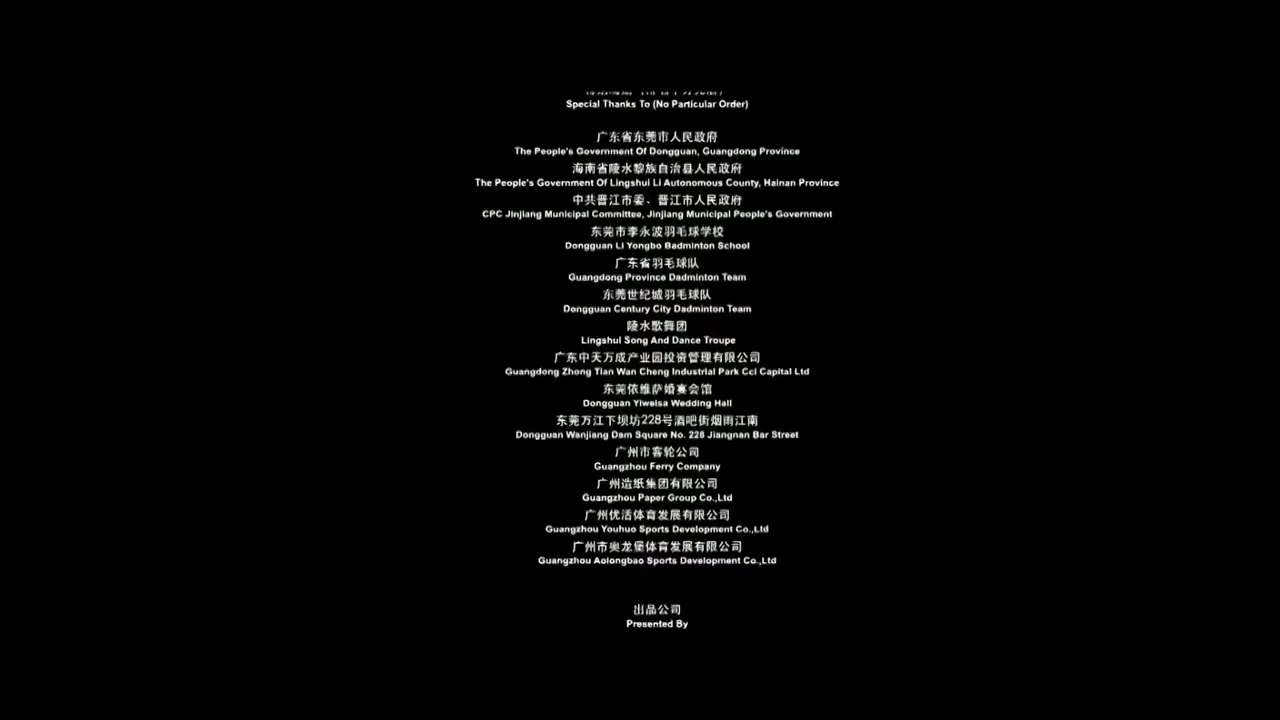 Special Thanks To (No Particular Order)
广东省东莞市人民政府
The People's Government Of Dongguan, Guangdong Province
海南省陵水黎族自治县人民政府
The People's Government Of Lingshui Li Autonomous County, Hainan Province
中共晋江市委、晋江市人民政府
CPC Jinjiang Municipal Committee, Jinjiang Municipal People's Government
东莞市李永波羽毛球学校
Dongguan Li Yongbo Badminton School
广东省羽毛球队
Guangdong Province Dadminton Team
东莞世纪城羽毛球队
Dongguan Century City Dadminton Team
陵水歌舞团
Lingshui Song And Dance Troupe
广东中天万成产业园投资管理有限公司
Guangdong Zhong Tian Wan Cheng Industrial Park Cci Capital Ltd
东莞依维萨婚宴会馆
Dongguan Yiweisa Wedding Hall
东莞万江下坝坊228号酒吧街烟雨江南
Dongguan Wanjiang Dam Square No. 228 Jiangnan Bar Street
广州市客轮公司
Guangzhou Ferry Company
广州造纸集团有限公司
Guangzhou Paper Group Co.,Ltd
广州优活体育发展有限公司
Guangzhou Youhuo Sports Development Co.,Ltd
广州市奥龙堡体育发展有限公司
Guangzhou Aolongbao Sports Development Co.,Ltd
出品公司
Presented By